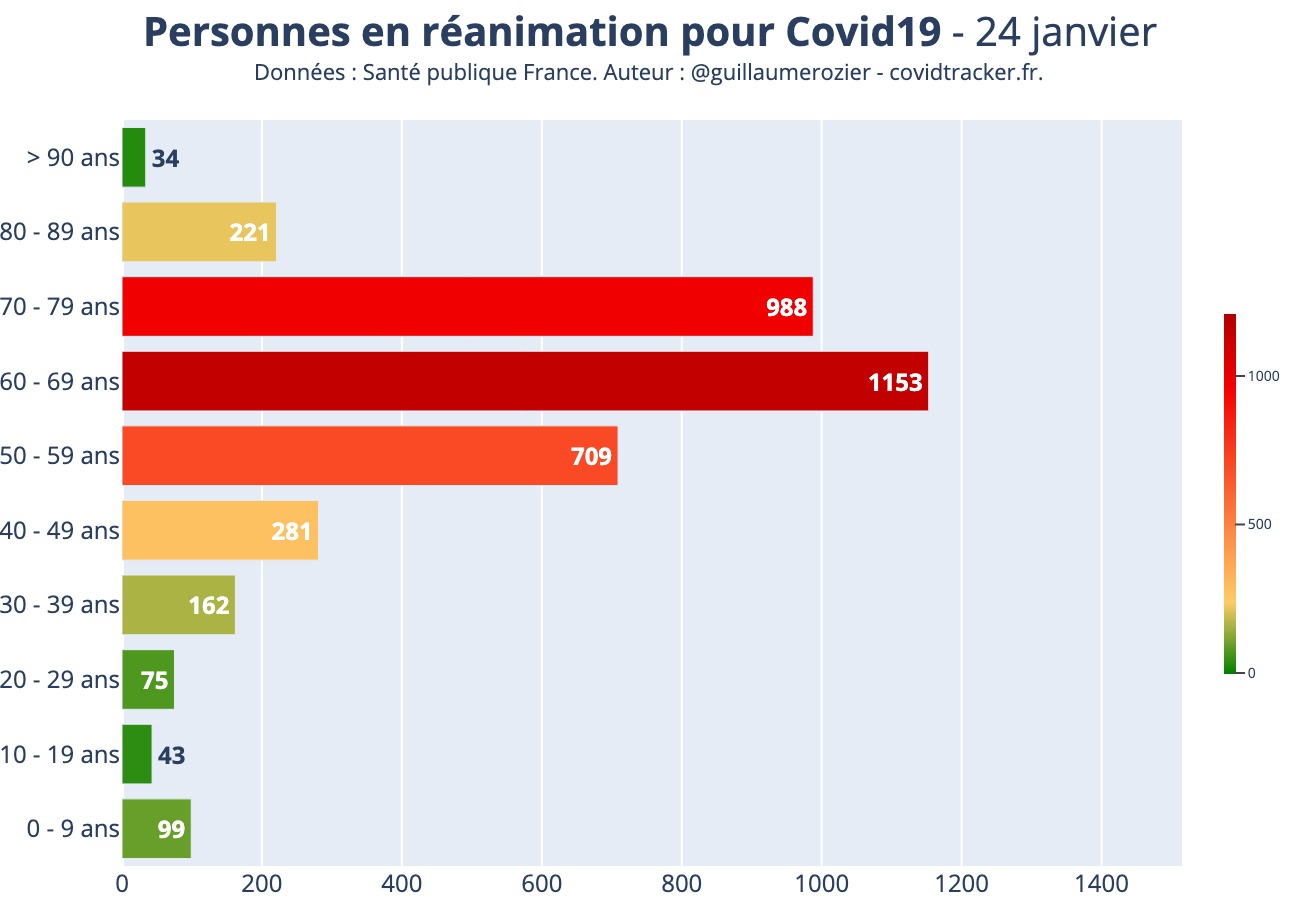 Personnes en réanimation pour Covid19 - 24 janvier
Données : Santé publique France. Auteur : @guillaumerozier - covidtracker.fr.
> 90 ans 34
80 - 89 ans 221
70 - 79 ans 988
60 - 69 ans 1153
50 - 59 ans 709
40 - 49 ans 281
30 - 39 ans 162
20 - 29 ans 75
10 - 19 ans 43
0 - 9 ans 99
0 200 400 600 800 1000 1200 1400
1000
500
0